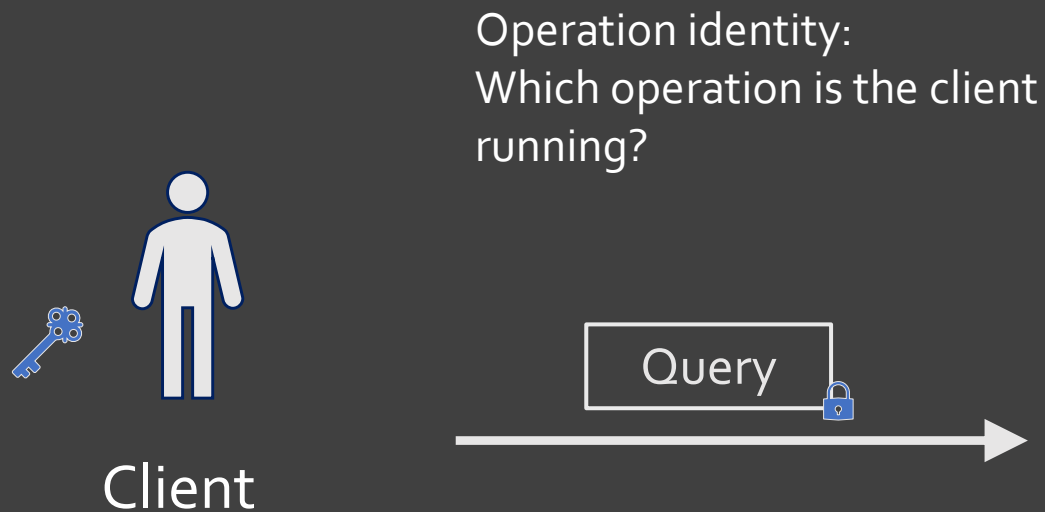 Operation identity:
Which operation is the client
running?
Query
Client